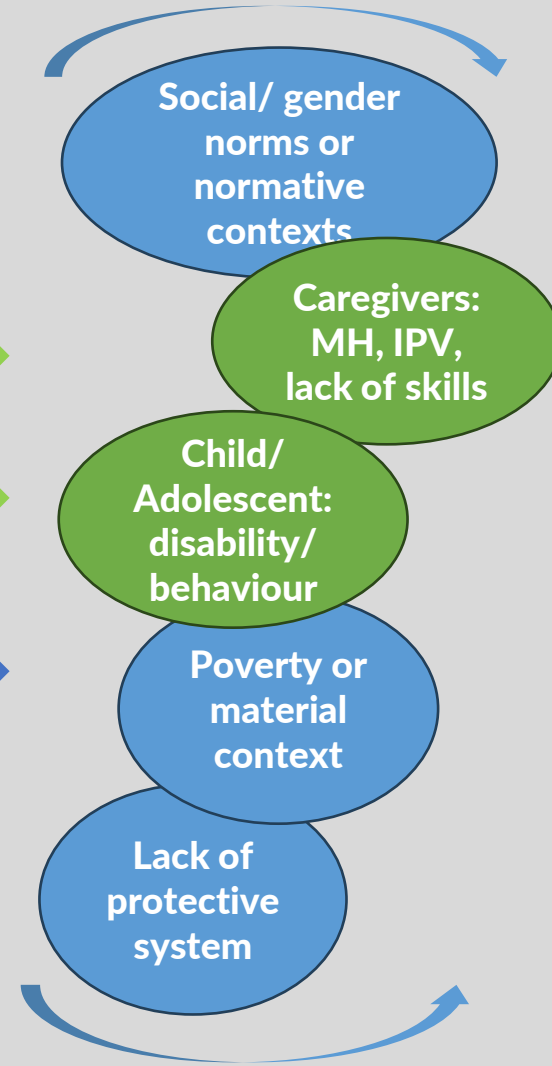 Social/ gender
norms or
normative
contexts
Caregivers:
MH, IPV,
lack of skills
Child/
Adolescent:
disability/
behaviour
Poverty or
material
context
Lack of
protective
system